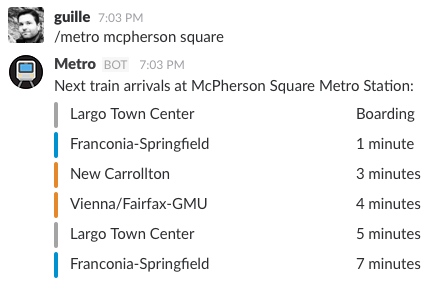 guille 7:03 PM
/metro mcpherson square
Metro BOT 7:03 PM
Next train arrivals at McPherson Square Metro Station:
Largo Town Center Boarding
Franconia-Springfield 1 minute
New Carrollton 3 minutes
Vienna/Fairfax-GMU 4 minutes
Largo Town Center 5 minutes
Franconia-Springfield 7 minutes